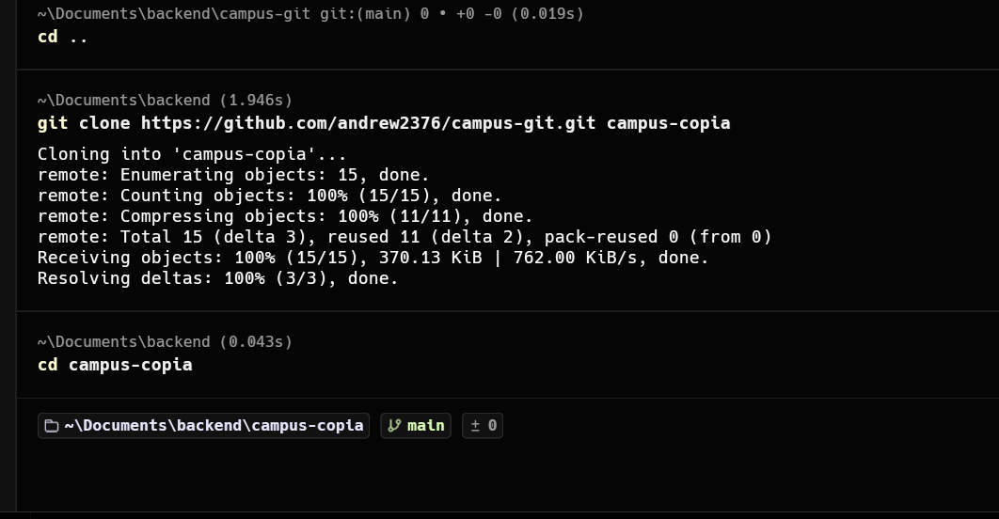 ~\Documents\backend\campus-git git:(main) 0 • +0 -0 (0.019s)
cd ..
~\Documents\backend (1.946s)
git clone https://github.com/andrew2376/campus-git.git campus-copia
Cloning into 'campus-copia'...
remote: Enumerating objects: 15, done.
remote: Counting objects: 100% (15/15), done.
remote: Compressing objects: 100% (11/11), done.
remote: Total 15 (delta 3), reused 11 (delta 2), pack-reused 0 (from 0)
Receiving objects: 100% (15/15), 370.13 KiB | 762.00 KiB/s, done.
Resolving deltas: 100% (3/3), done.
~\Documents\backend (0.043s)
cd campus-copia
~\Documents\backend\campus-copia main ± 0